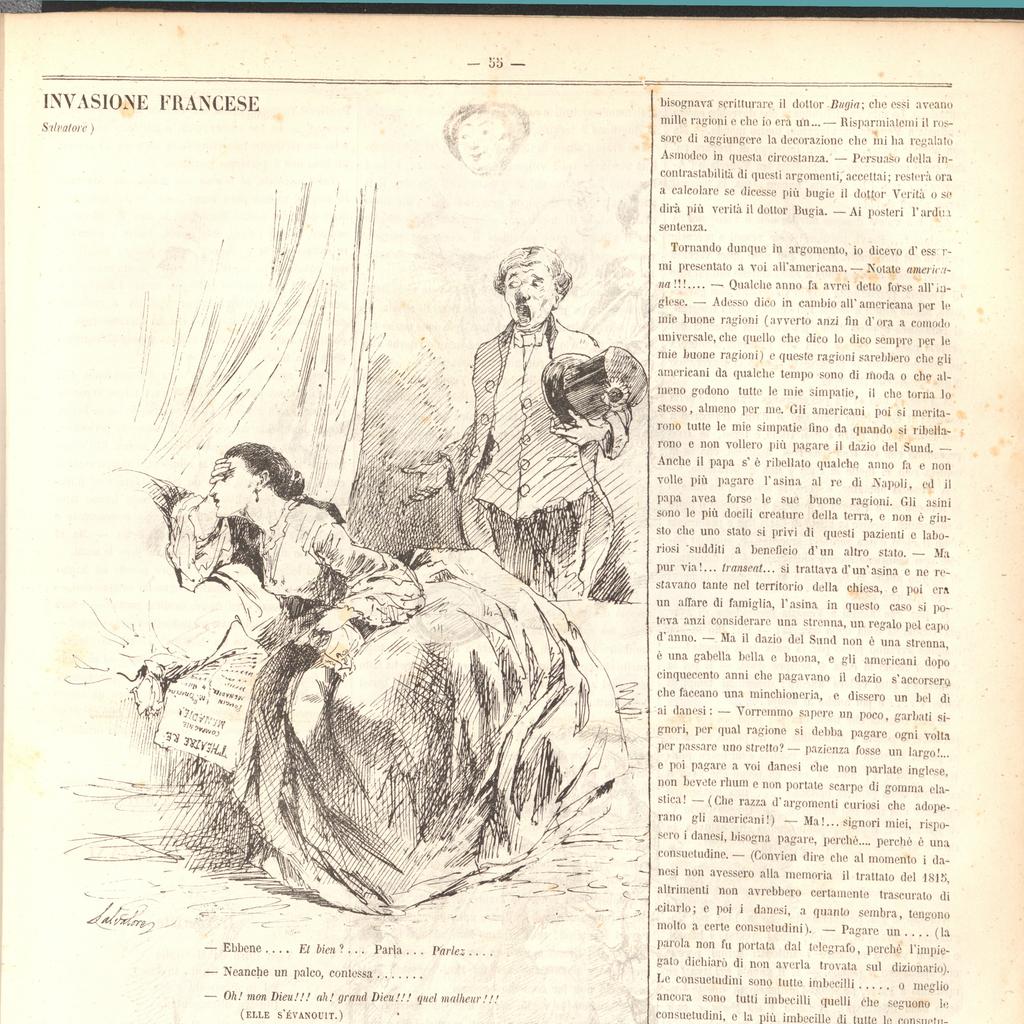 — 55 —
INVASIONE FRANCESE
Salvatore)
THEATRE R.E.
COMPAGNIE
MENADIER
Salvatore
— Ebbene .... Et bien?... Parla... Parlez....
— Neanche un palco, contessa .......
— Oh! mon Dieu!!! ah! grand Dieu!!! quel malheur!!!
(ELLE S'ÉVANOUIT.)
bisognava scritturare il dottor Bugia; che essi aveano
mille ragioni e che io era un... — Risparmiatemi il ros-
sore di aggiungere la decorazione che mi ha regalato
Asmodeo in questa circostanza. — Persuaso della in-
contrastabilità di questi argomenti, accettai; resterà ora
a calcolare se dicesse più bugie il dottor Verità o se
dirà più verità il dottor Bugia. — Ai posteri l'ardua
sentenza.
Tornando dunque in argomento, io dicevo d'esser-
mi presentato a voi all'americana. — Notate america-
na!!!.... — Qualche anno fa avrei detto forse all'in-
glese. — Adesso dico in cambio all'americana per le
mie buone ragioni (avverto anzi fin d'ora a comodo
universale, che quello che dico lo dico sempre per le
mie buone ragioni) e queste ragioni sarebbero che gli
americani da qualche tempo sono di moda o che al-
meno godono tutte le mie simpatie, il che torna lo
stesso, almeno per me. Gli americani poi si merita-
rono tutte le mie simpatie fino da quando si ribella-
rono e non vollero più pagare il dazio del Sund. —
Anche il papa s'è ribellato qualche anno fa e non
volle più pagare l'asina al re di Napoli, ed il
papa avea forse le sue buone ragioni. Gli asini
sono le più docili creature della terra, e non è giu-
sto che uno stato si privi di questi pazienti e labo-
riosi sudditi a beneficio d'un altro stato. — Ma
pur via!... transeat... si trattava d'un'asina e ne re-
stavano tante nel territorio della chiesa, e poi era
un affare di famiglia, l'asina in questo caso si po-
teva anzi considerare una strenna, un regalo pel capo
d'anno. — Ma il dazio del Sund non è una strenna,
è una gabella bella e buona, e gli americani dopo
cinquecento anni che pagavano il dazio s'accorsero
che faceano una minchioneria, e dissero un bel dì
ai danesi: — Vorremmo sapere un poco, garbati si-
gnori, per qual ragione si debba pagare ogni volta
per passare uno stretto? — pazienza fosse un largo!...
e poi pagare a voi danesi che non parlate inglese,
non bevete rhum e non portate scarpe di gomma ela-
stica! — (Che razza d'argomenti curiosi che adope-
rano gli americani!) — Ma!... signori miei, rispo-
sero i danesi, bisogna pagare, perchè.... perchè è una
consuetudine. — (Convien dire che al momento i da-
nesi non avessero alla memoria il trattato del 1815,
altrimenti non avrebbero certamente trascurato di
citarlo; e poi i danesi, a quanto sembra, tengono
molto a certe consuetudini). — Pagare un .... (la
parola non fu portata dal telegrafo, perchè l'impie-
gato dichiarò di non averla trovata sul dizionario).
Le consuetudini sono tutte imbecilli ..... o meglio
ancora sono tutti imbecilli quelli che seguono le
consuetudini, e la più imbecille di tutte le consuetu-